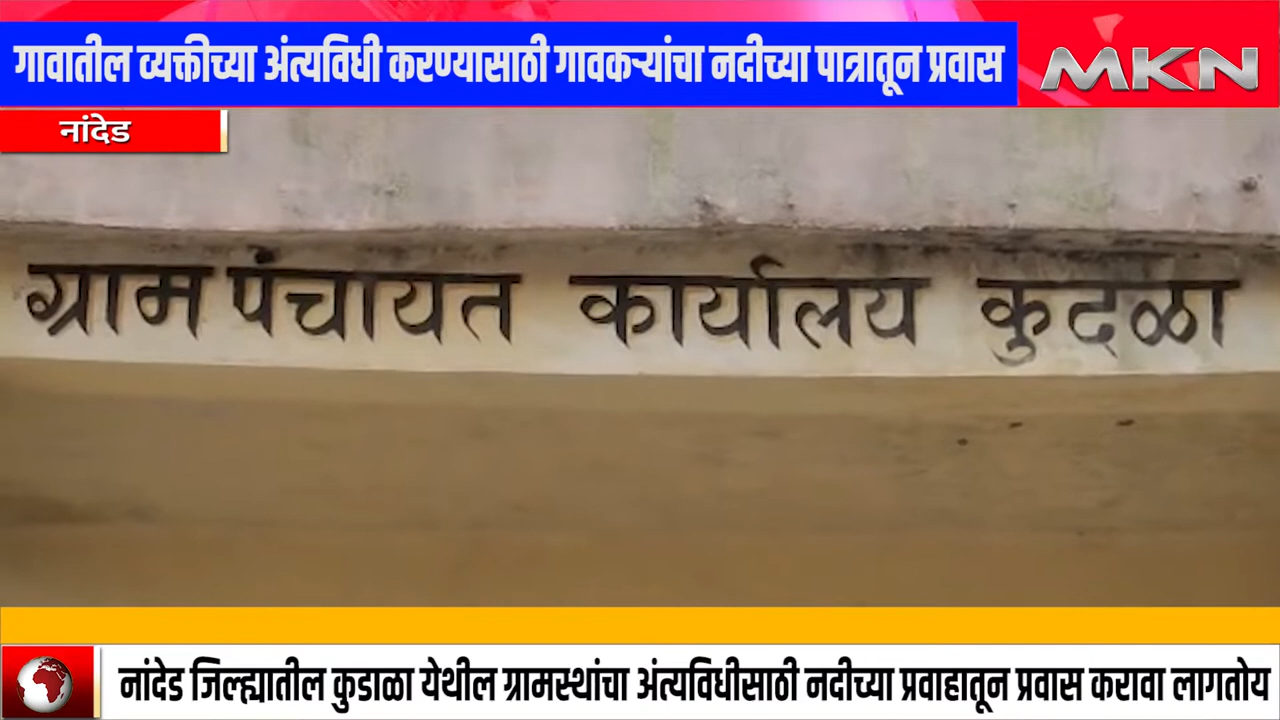 गावातील व्यक्तीच्या अंत्यविधी करण्यासाठी गावकऱ्यांचा नदीच्या पात्रातून प्रवास
MKN
नांदेड
ग्राम पंचायत कार्यालय कुदळा
नांदेड जिल्ह्यातील कुडाळा येथील ग्रामस्थांचा अंत्यविधीसाठी नदीच्या प्रवाहातून प्रवास करावा लागतोय